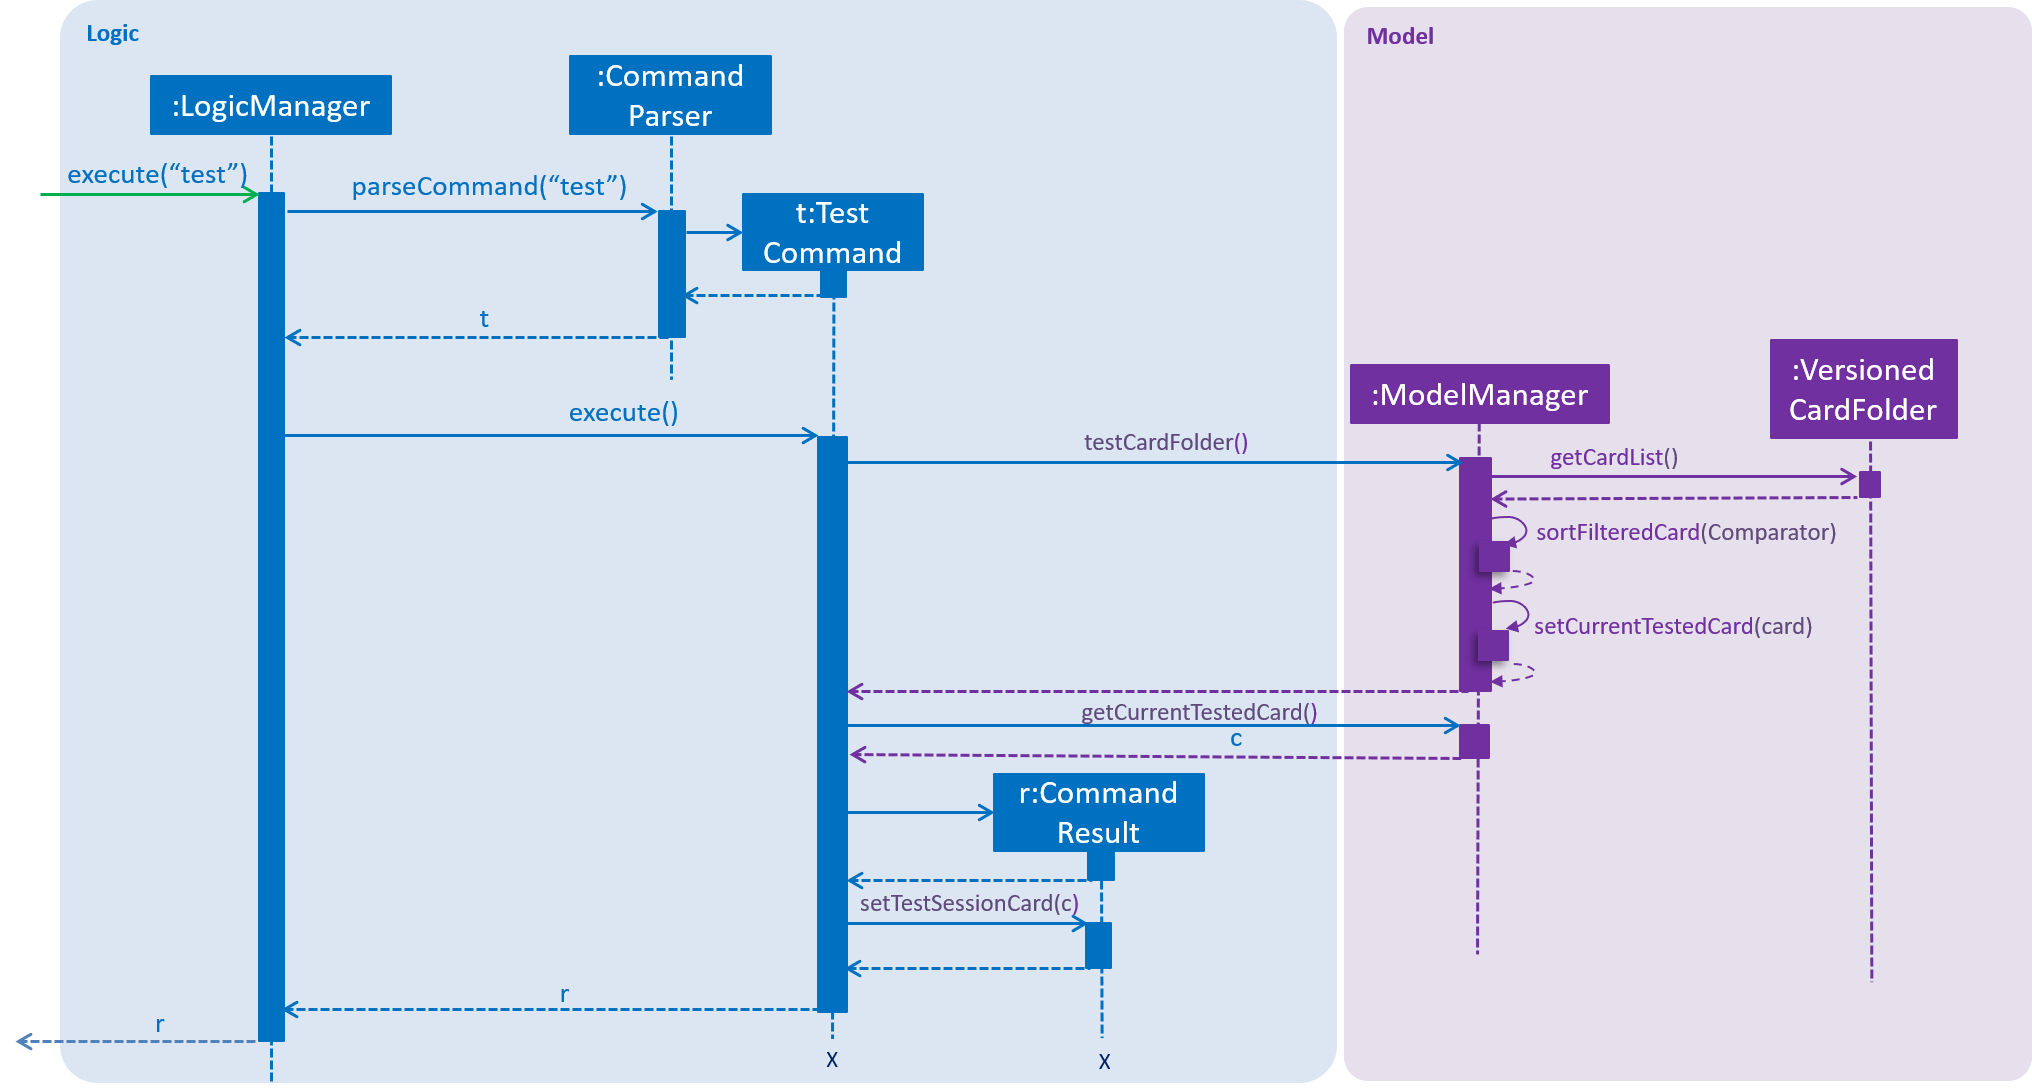 Logic
Model
:LogicManager
:Command
Parser
execute(“test”)
parseCommand(“test”)
t:Test
Command
t
:ModelManager
:Versioned
CardFolder
execute()
testCardFolder()
getCardList()
sortFilteredCard(Comparator)
setCurrentTestedCard(card)
getCurrentTestedCard()
c
r:Command
Result
setTestSessionCard(c)
r
r
X
X